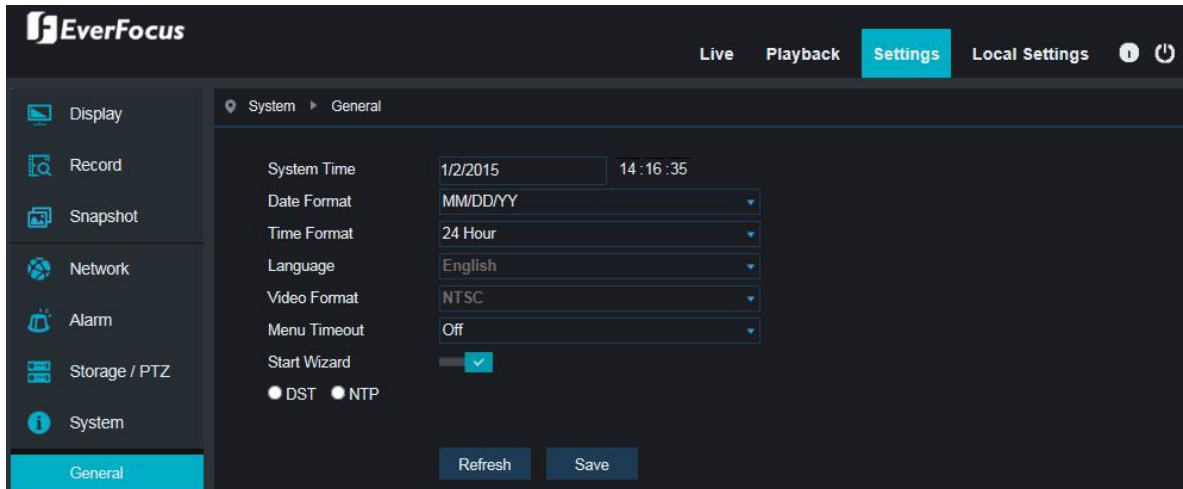 EverFocus
Live Playback Settings Local Settings
Display
Record
Snapshot
Network
Alarm
Storage / PTZ
System
General
System General
System Time 1/2/2015 14:16:35
Date Format MM/DD/YY
Time Format 24 Hour
Language English
Video Format NTSC
Menu Timeout Off
Start Wizard
DST NTP
Refresh Save